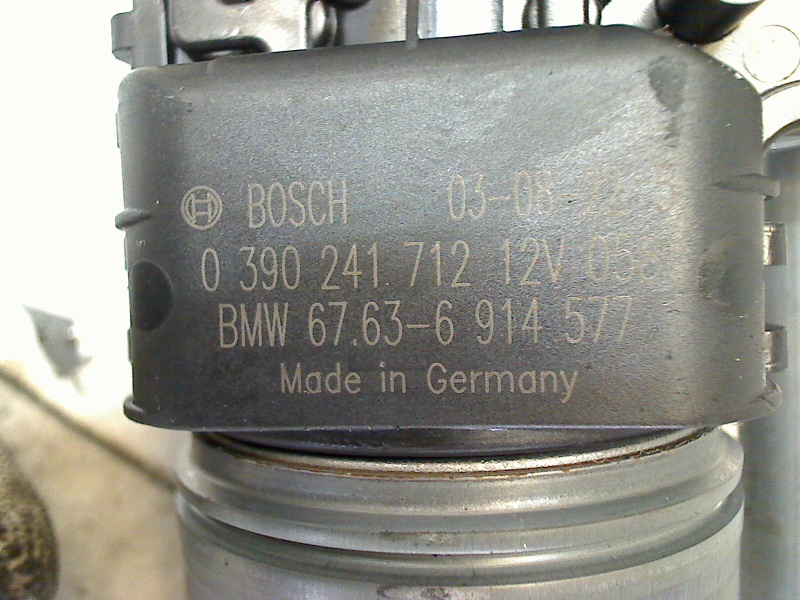 BOSCH
0 390 241 712 12V
BMW 67.63-6 914 577
Made in Germany